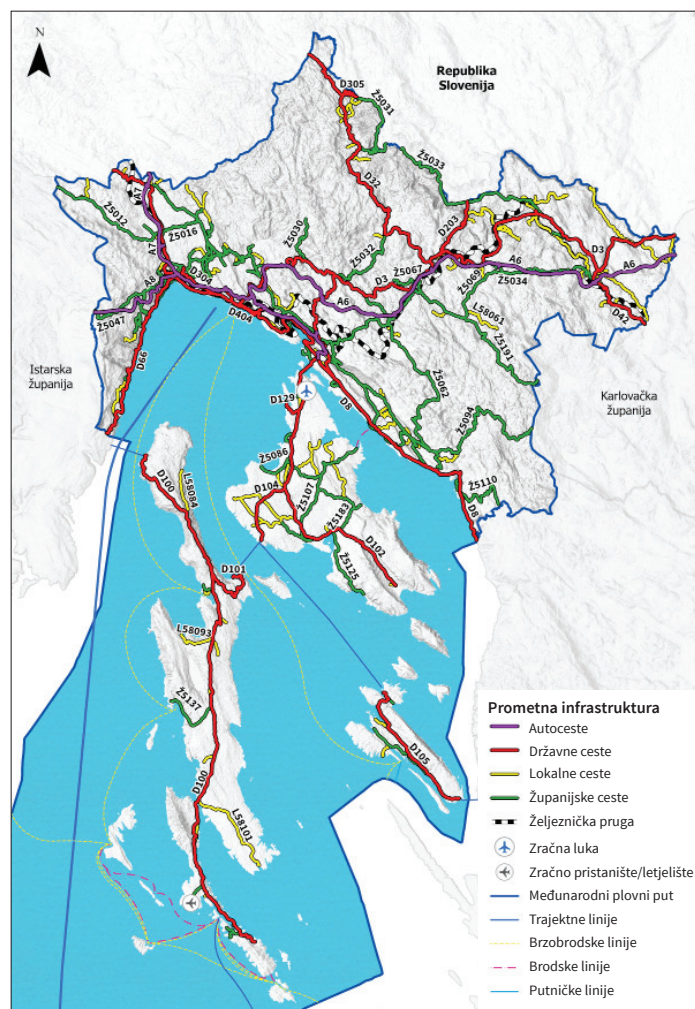 N
Republika
Slovenija
D305
Ž5031
Ž5033
D32
A7
Ž5012
Ž5016
A7
Ž5030
Ž5032
D203
D3
Ž5067
Ž5069
A6
Ž5034
D3
A6
D42
A8
D304
Ž5047
D404
A6
L58061
Ž5191
D66
Istarska
županija
Karlovačka
županija
D129
D8
Ž5062
Ž5094
Ž5086
D104
Ž5107
Ž5183
Ž5110
D8
D100
L58084
D102
Ž5125
D101
L58093
Ž5137
D105
D100
L58101
Prometna infrastruktura
Autoceste
Državne ceste
Lokalne ceste
Županijske ceste
Željeznička pruga
Zračna luka
Zračno pristanište/letjelište
Međunarodni plovni put
Trajektne linije
Brzobrodske linije
Brodske linije
Putničke linije